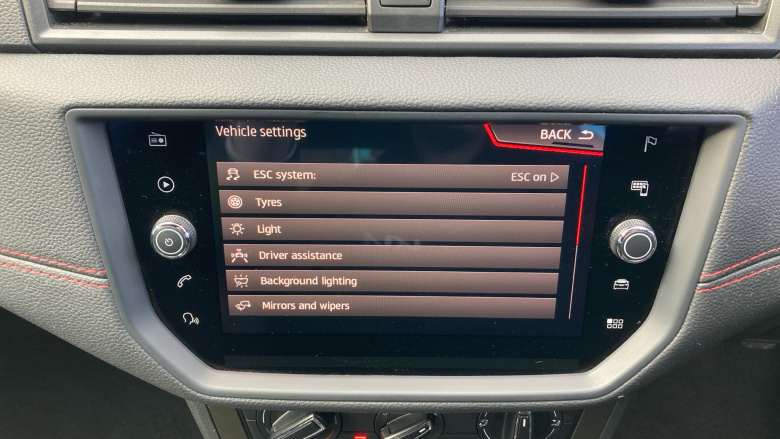 Vehicle settings
BACK
ESC system: ESC on
Tyres
Light
Driver assistance
Background lighting
Mirrors and wipers